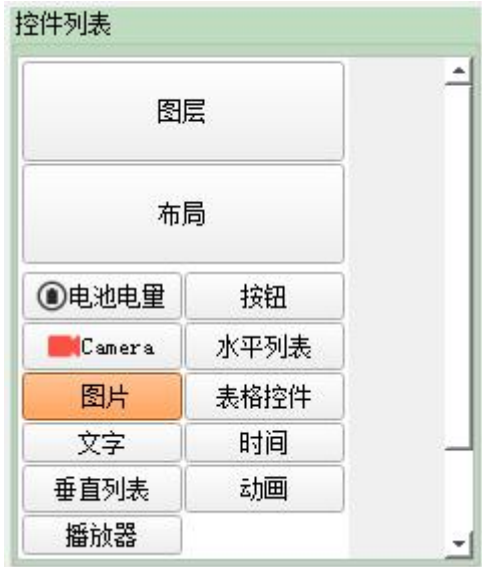 控件列表
图层
布局
电池电量 按钮
Camera 水平列表
图片 表格控件
文字 时间
垂直列表 动画
播放器